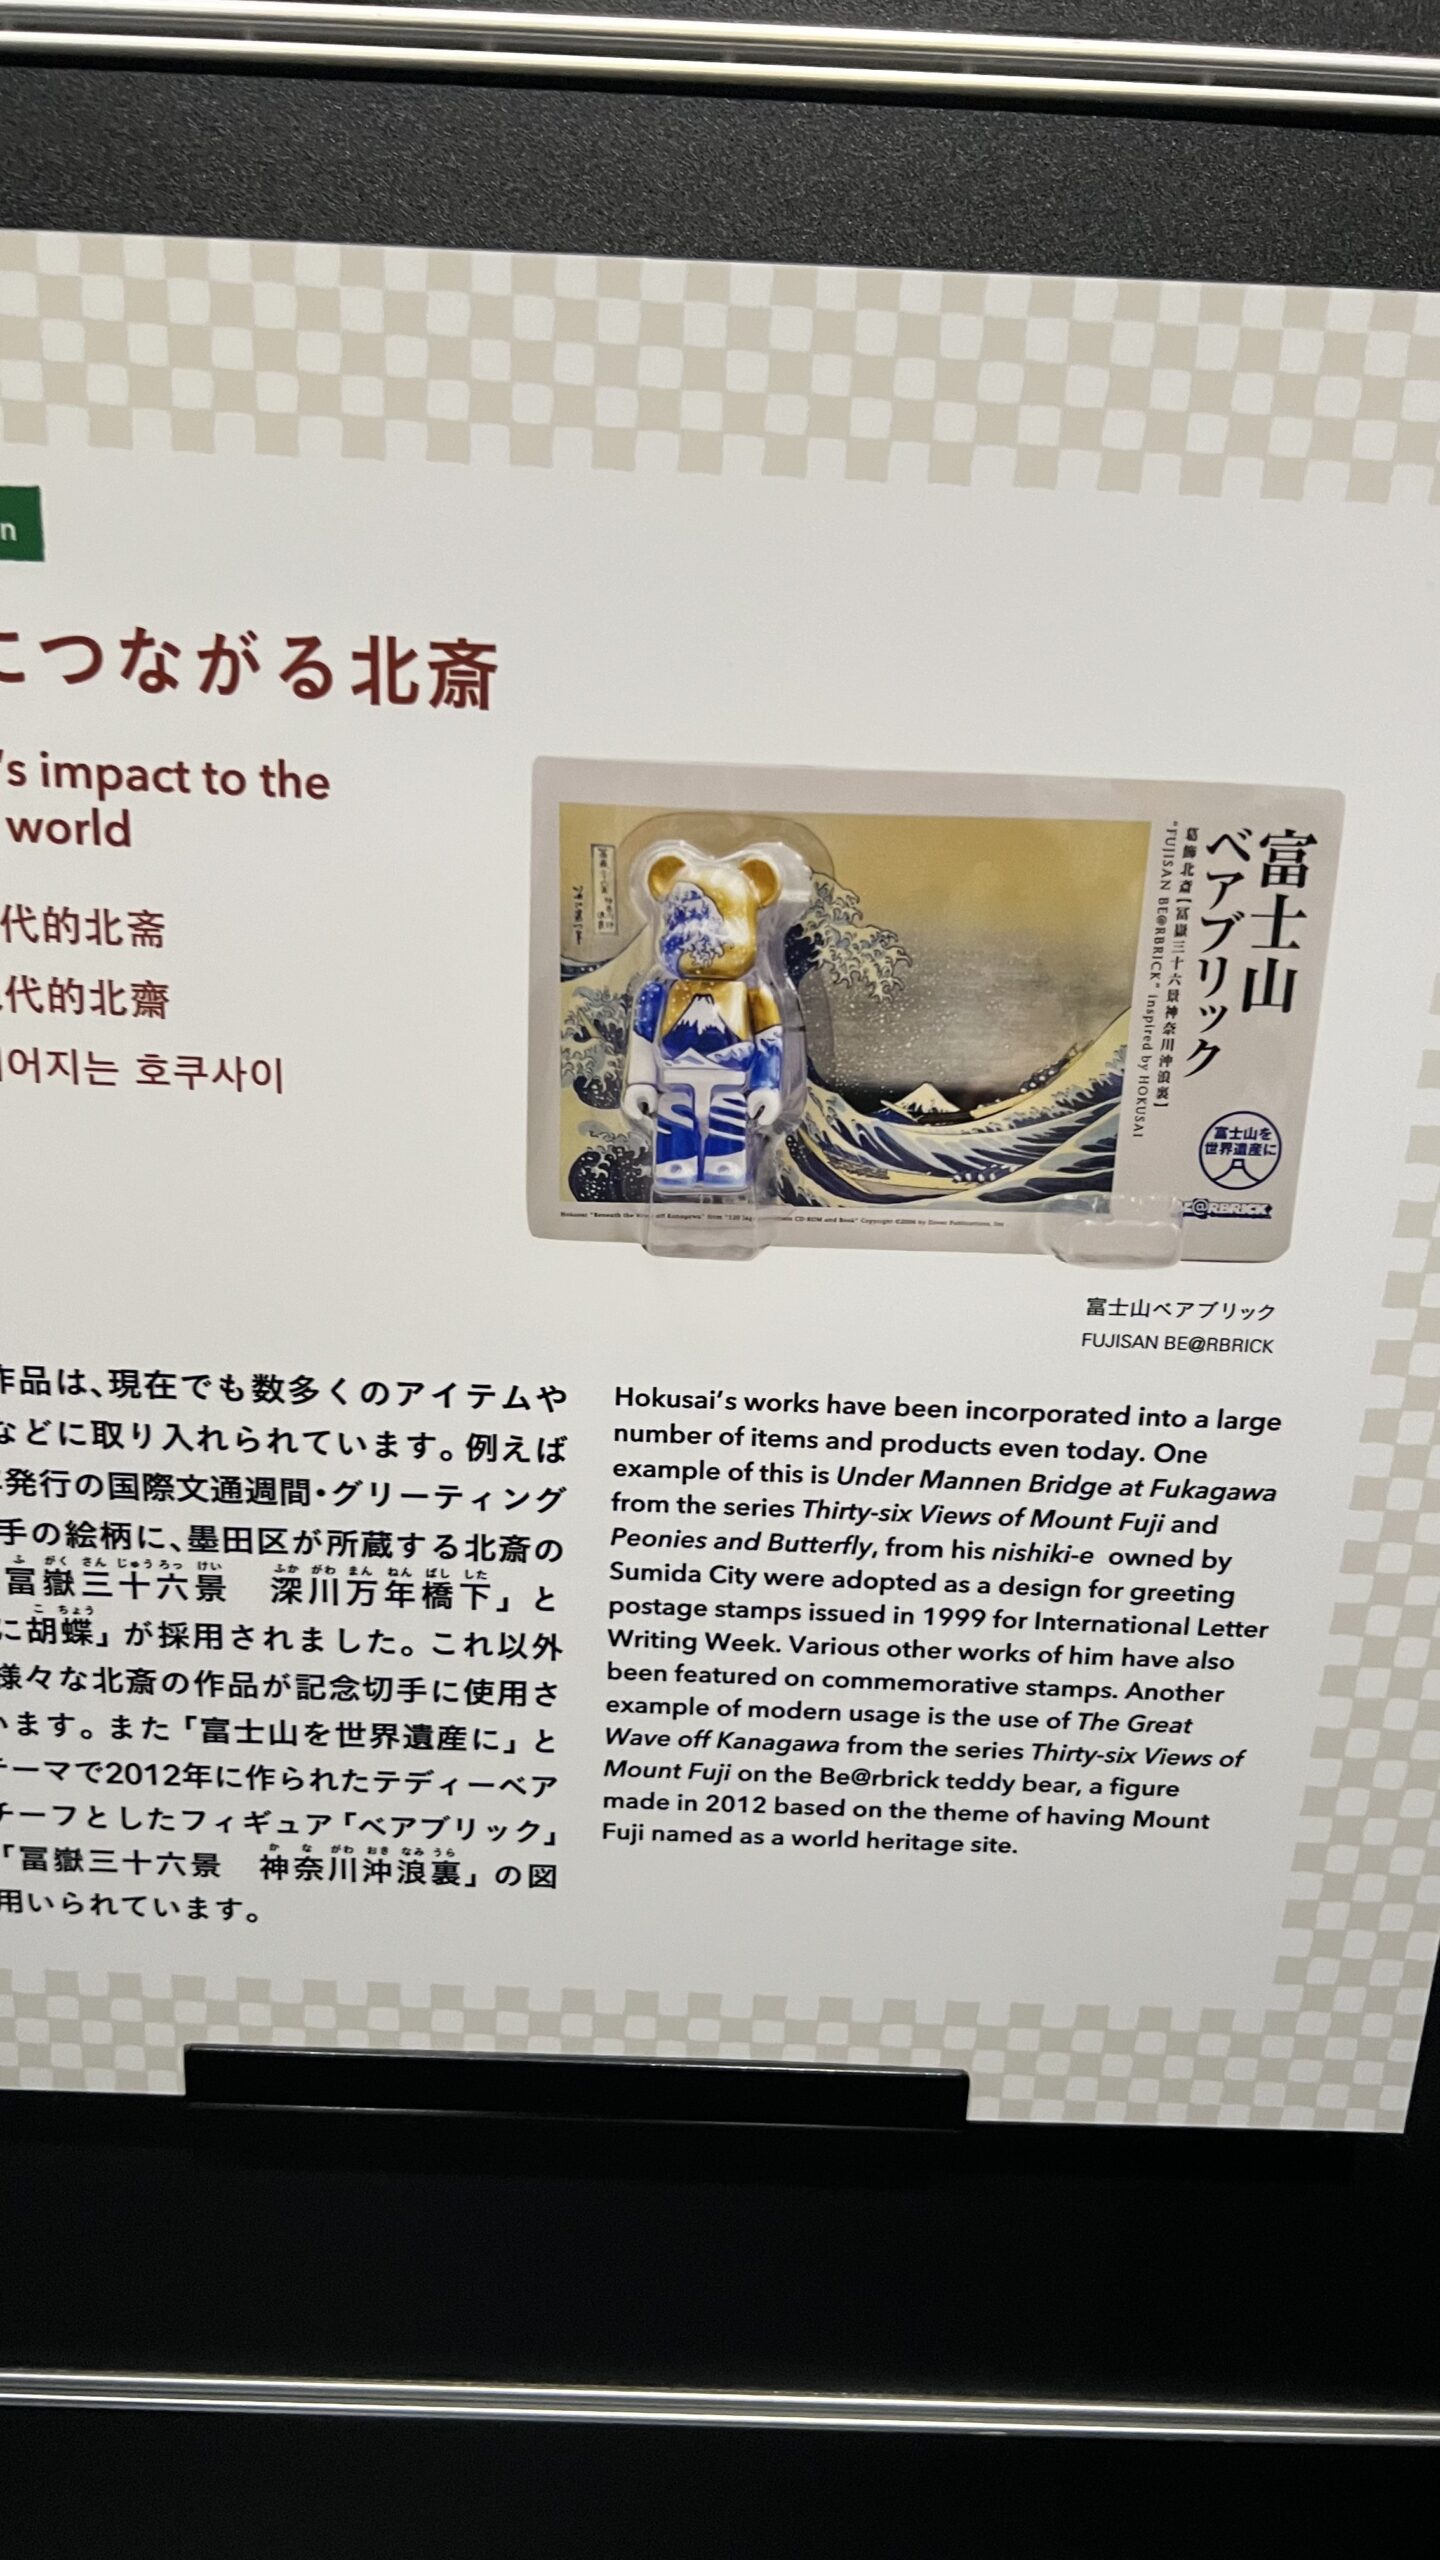 n
につながる北斎
's impact to the
world
代的北斋
代的北齋
이어지는 호쿠사이
富士山
ベアブリック
葛飾北斎【冨嶽三十六景神奈川沖浪裏】
"FUJISAN BE@RBRICK" inspired by HOKUSAI
富士山を
世界遺産に
BE@RBRICK
富士山ベアブリック
FUJISAN BE@RBRICK
作品は、現在でも数多くのアイテムや
などに取り入れられています。例えば
発行の国際文通週間・グリーティング
手の絵柄に、墨田区が所蔵する北斎の
冨嶽三十六景 深川万年橋下」と
に胡蝶」が採用されました。これ以外
様々な北斎の作品が記念切手に使用さ
います。また「富士山を世界遺産に」と
テーマで2012年に作られたテディーベア
チーフとしたフィギュア「ベアブリック」
「冨嶽三十六景 神奈川沖浪裏」の図
用いられています。
Hokusai's works have been incorporated into a large
number of items and products even today. One
example of this is Under Mannen Bridge at Fukagawa
from the series Thirty-six Views of Mount Fuji and
Peonies and Butterfly, from his nishiki-e owned by
Sumida City were adopted as a design for greeting
postage stamps issued in 1999 for International Letter
Writing Week. Various other works of him have also
been featured on commemorative stamps. Another
example of modern usage is the use of The Great
Wave off Kanagawa from the series Thirty-six Views of
Mount Fuji on the Be@rbrick teddy bear, a figure
made in 2012 based on the theme of having Mount
Fuji named as a world heritage site.